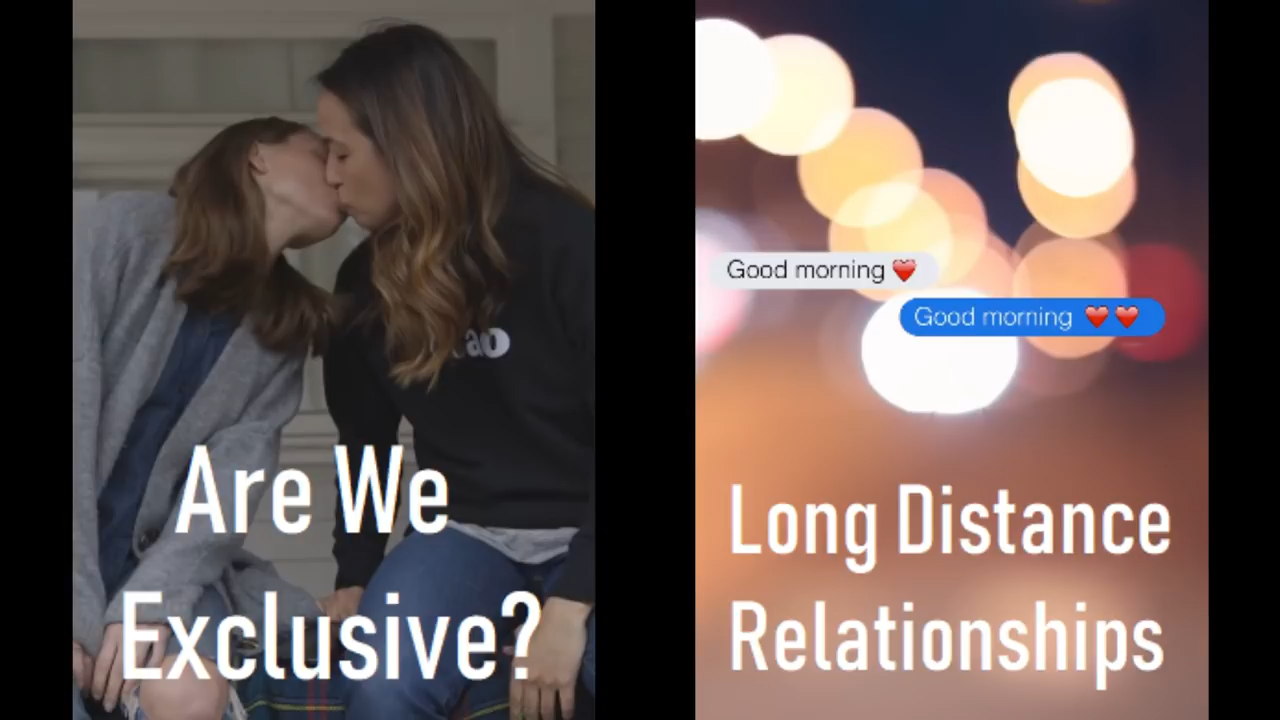 Are We
Exclusive?
Good morning ❤️
Good morning ❤️❤️
Long Distance
Relationships